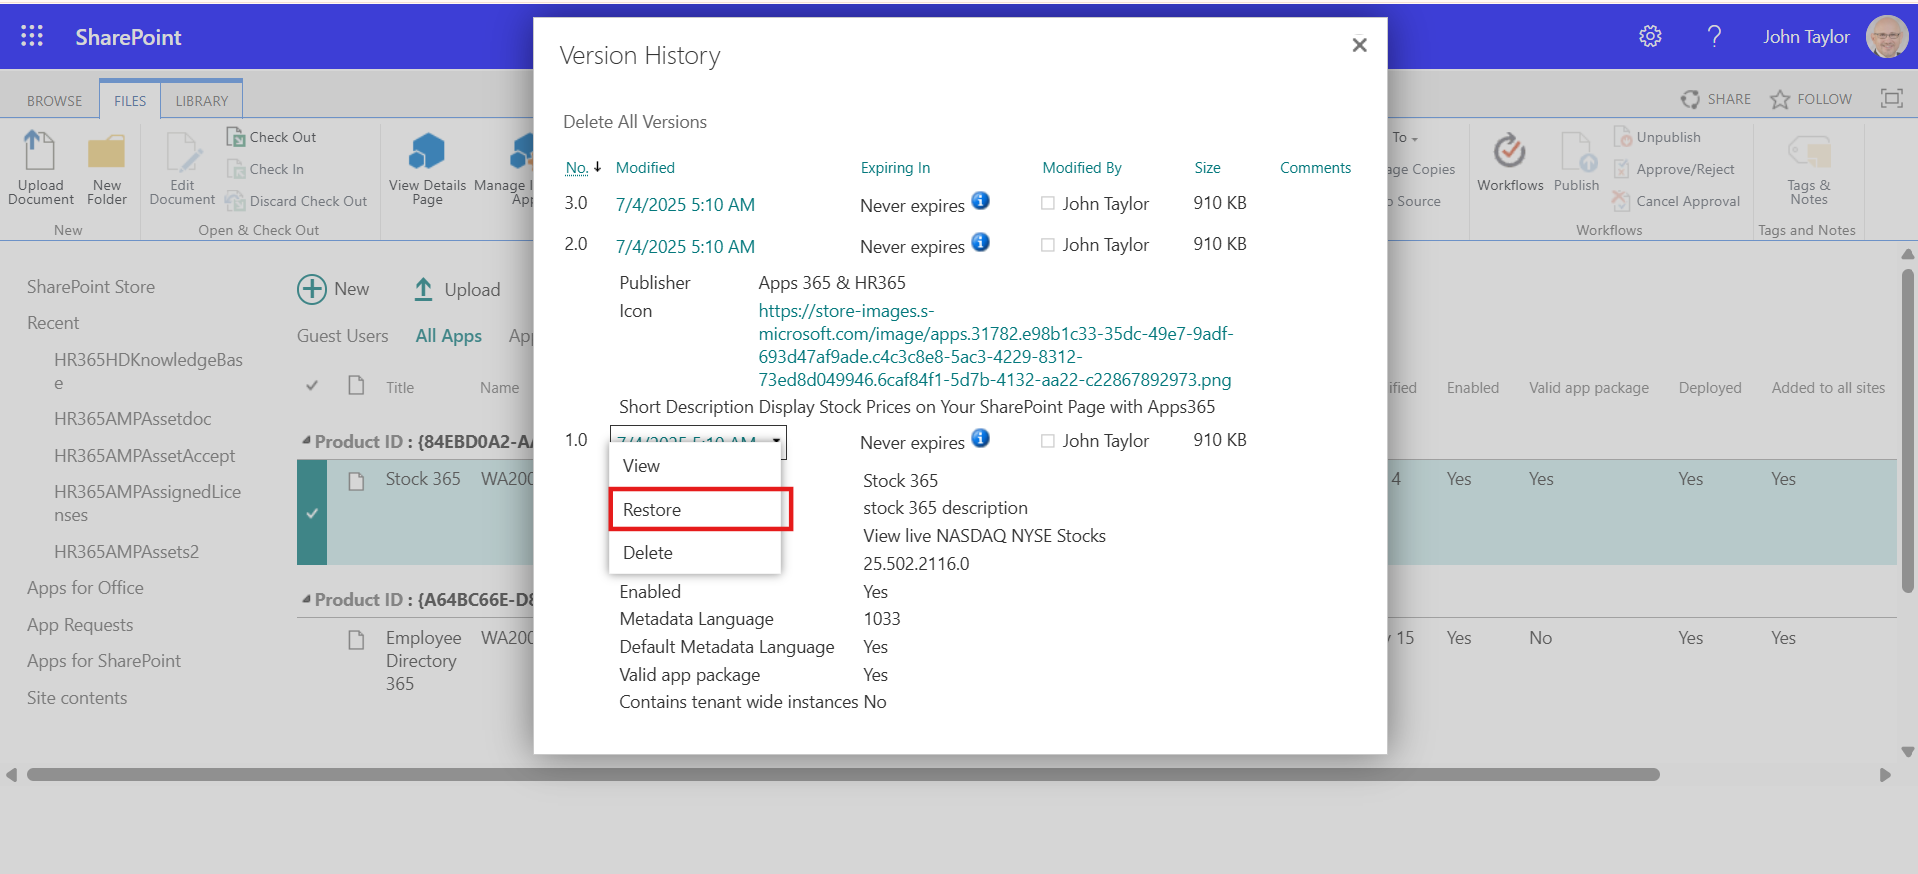 SharePoint
John Taylor
BROWSE FILES LIBRARY
SHARE FOLLOW
Upload Document
New Folder
New
Edit Document
Check Out
Check In
Discard Check Out
Open & Check Out
View Details Page
Manage
To
Copies
Source
Workflows
Publish
Unpublish
Approve/Reject
Cancel Approval
Workflows
Tags & Notes
Tags and Notes
SharePoint Store
Recent
HR365HDKnowledgeBas
e
HR365AMPAssetdoc
HR365AMPAssetAccept
HR365AMPAssignedLice
nses
HR365AMPAssets2
Apps for Office
App Requests
Apps for SharePoint
Site contents
New Upload
Guest Users All Apps
Title Name
Enabled Valid app package Deployed Added to all sites
Product ID : {84EBD0A2-
Stock 365 WA200 4 Yes Yes Yes Yes
Product ID : {A64BC66E-
Employee Directory 365 WA200 15 Yes No Yes Yes
Version History
Delete All Versions
No. Modified Expiring In Modified By Size Comments
3.0 7/4/2025 5:10 AM Never expires John Taylor 910 KB
2.0 7/4/2025 5:10 AM Never expires John Taylor 910 KB
Publisher Apps 365 & HR365
Icon https://store-images.s-
microsoft.com/image/apps.31782.e98b1c33-35dc-49e7-9adf-
693d47af9ade.c4c3c8e8-5ac3-4229-8312-
73ed8d049946.6caf84f1-5d7b-4132-aa22-c22867892973.png
Short Description Display Stock Prices on Your SharePoint Page with Apps365
1.0 7/4/2025 5:10 AM Never expires John Taylor 910 KB
View
Restore
Delete
Stock 365
stock 365 description
View live NASDAQ NYSE Stocks
25.502.2116.0
Enabled Yes
Metadata Language 1033
Default Metadata Language Yes
Valid app package Yes
Contains tenant wide instances No